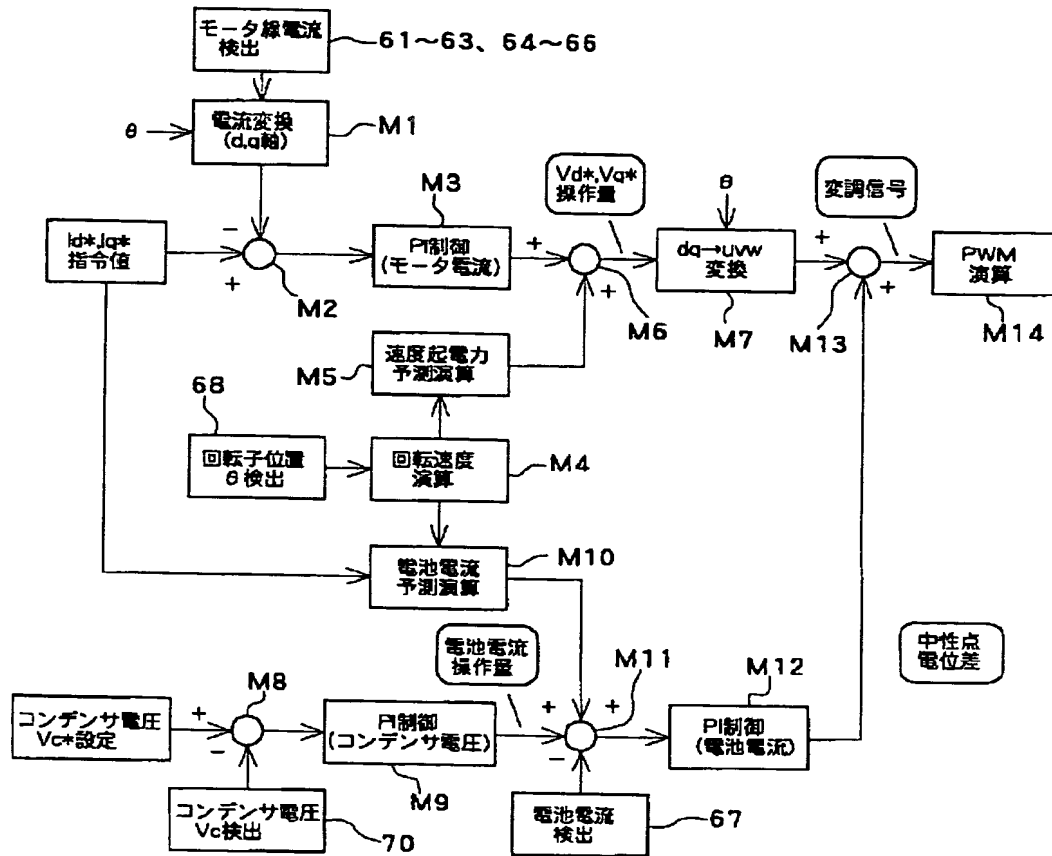 モータ線電流
検出
61～63、64～66
θ
電流変換
(d,q軸)
M1
Id*,Iq*
指令値
－
＋
M2
M3
PI制御
(モータ電流)
＋
＋
Vd*,Vq*
操作量
M6
θ
dq→uvw
変換
M7
変調信号
＋
＋
M13
PWM
演算
M14
M5
速度起電力
予測演算
68
回転子位置
θ検出
回転速度
演算
M4
電池電流
予測演算
M10
中性点
電位差
コンデンサ電圧
Vc*設定
＋
－
M8
コンデンサ電圧
Vc検出
70
PI制御
(コンデンサ電圧)
M9
電池電流
操作量
＋
＋
－
M11
電池電流
検出
67
M12
PI制御
(電池電流)